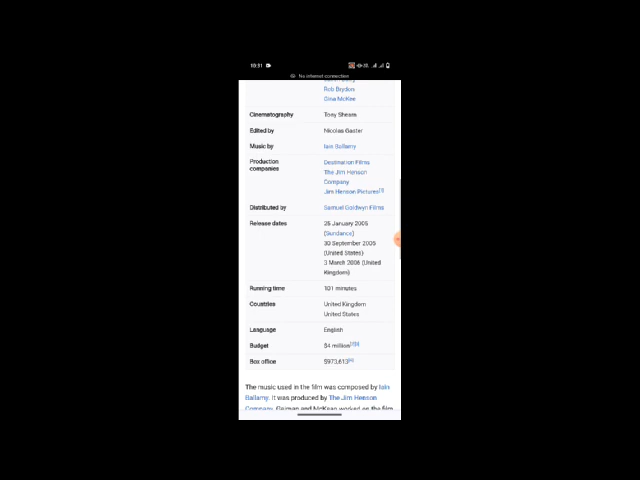 10:51
No internet connection
Rob Brydon
Gina McKee
Cinematography Tony Shearn
Edited by Nicolas Gaster
Music by Iain Ballamy
Production companies Destination Films
The Jim Henson Company
Jim Henson Pictures[1]
Distributed by Samuel Goldwyn Films
Release dates 25 January 2005
(Sundance)
30 September 2005
(United States)
3 March 2006 (United
Kingdom)
Running time 101 minutes
Countries United Kingdom
United States
Language English
Budget $4 million
Box office $973,613
The music used in the film was composed by Iain
Ballamy. It was produced by The Jim Henson
Company. Gaiman and McKean worked on the film